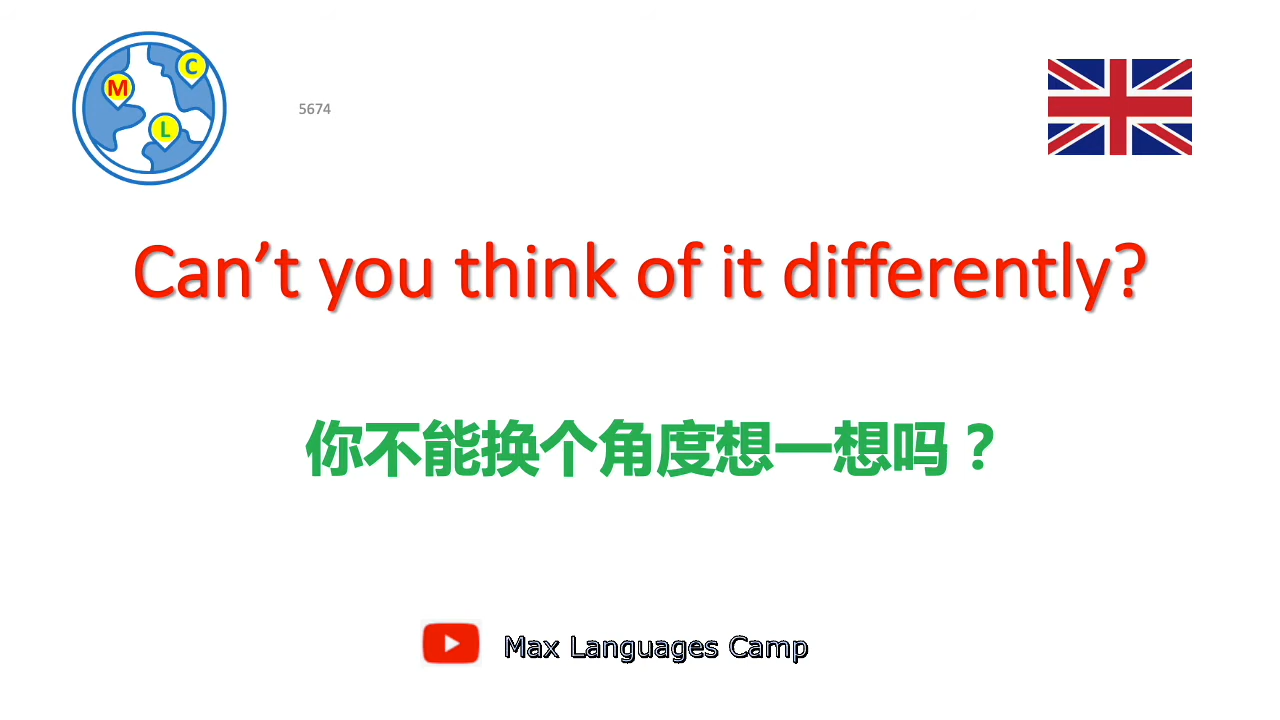 M
C
L
5674
Can’t you think of it differently?
你不能换个角度想一想吗？
Max Languages Camp